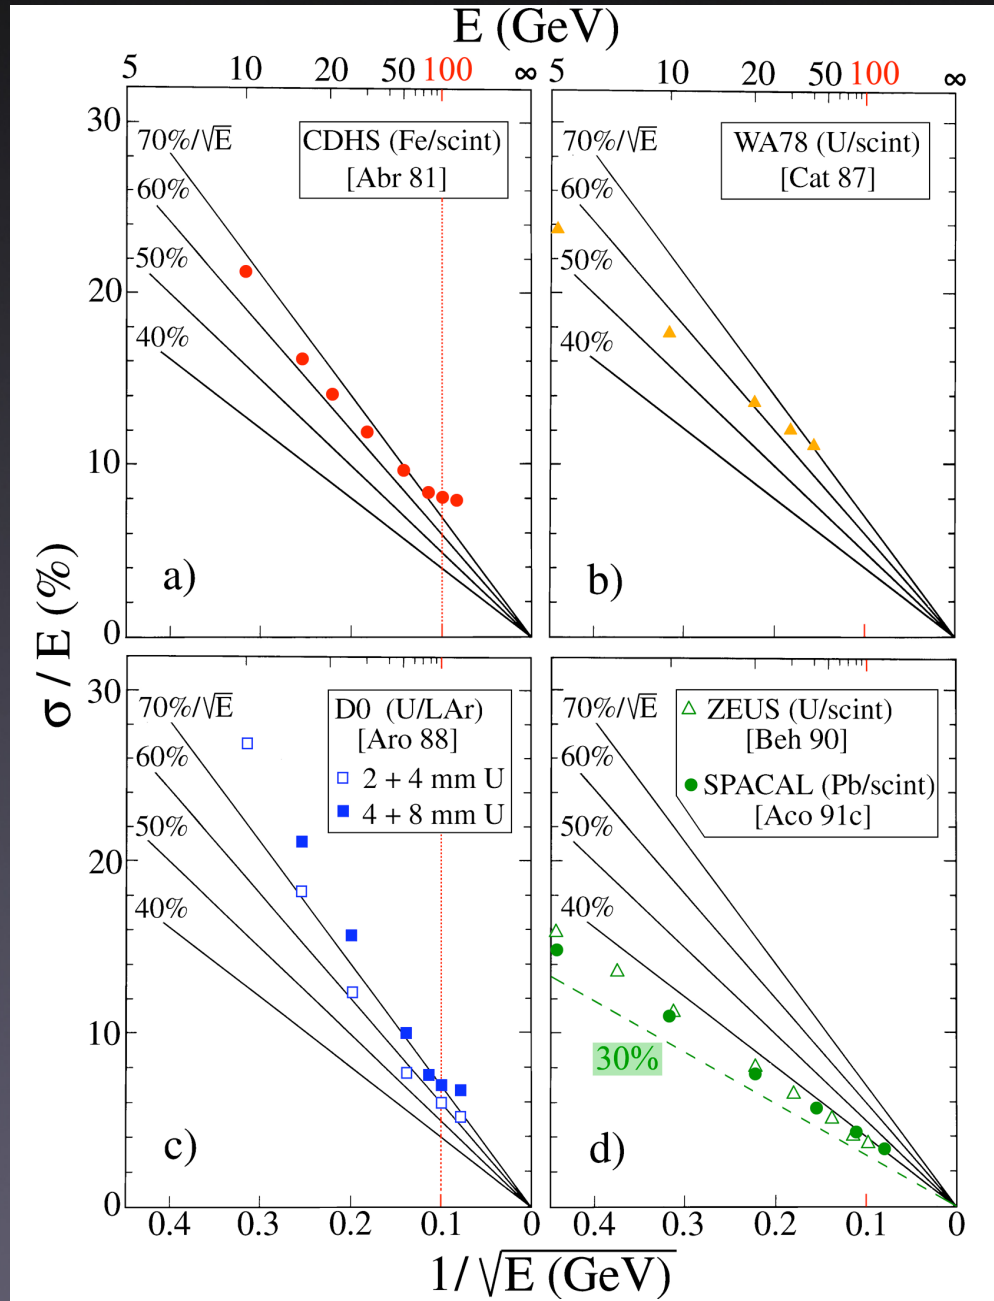 E (GeV)
5 10 20 50 100 ∞
5 10 20 50 100 ∞
σ / E (%)
30
20
10
0
70%/√E
60%
50%
40%
CDHS (Fe/scint)
[Abr 81]
a)
70%/√E
60%
50%
40%
WA78 (U/scint)
[Cat 87]
b)
30
20
10
0
70%/√E
60%
50%
40%
D0 (U/LAr)
[Aro 88]
2 + 4 mm U
4 + 8 mm U
c)
70%/√E
60%
50%
40%
30%
ZEUS (U/scint)
[Beh 90]
SPACAL (Pb/scint)
[Aco 91c]
d)
0.4 0.3 0.2 0.1 0
0.4 0.3 0.2 0.1 0
1/√E (GeV)